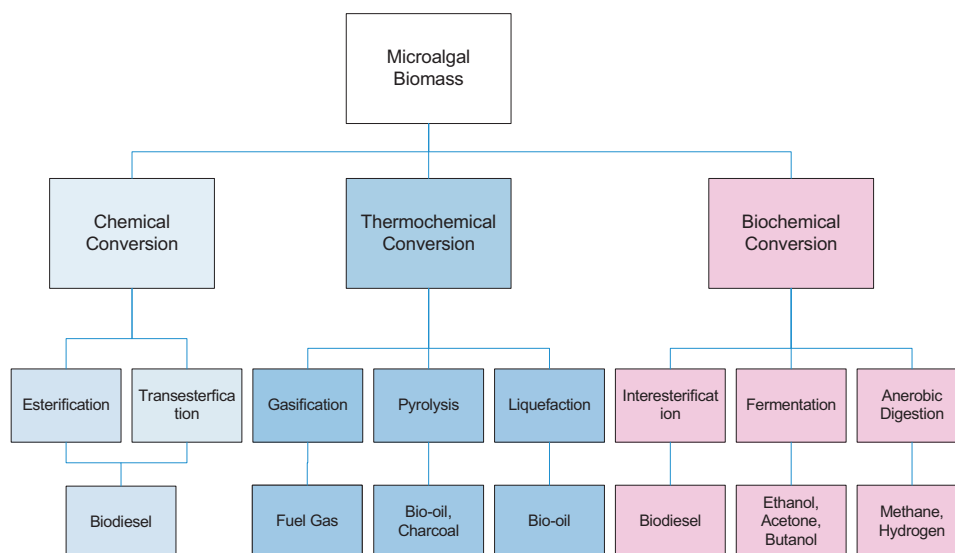 Microalgal
Biomass
Chemical
Conversion
Thermochemical
Conversion
Biochemical
Conversion
Esterification
Transesterfica
tion
Gasification
Pyrolysis
Liquefaction
Interesterificat
ion
Fermentation
Anerobic
Digestion
Biodiesel
Fuel Gas
Bio-oil,
Charcoal
Bio-oil
Biodiesel
Ethanol,
Acetone,
Butanol
Methane,
Hydrogen